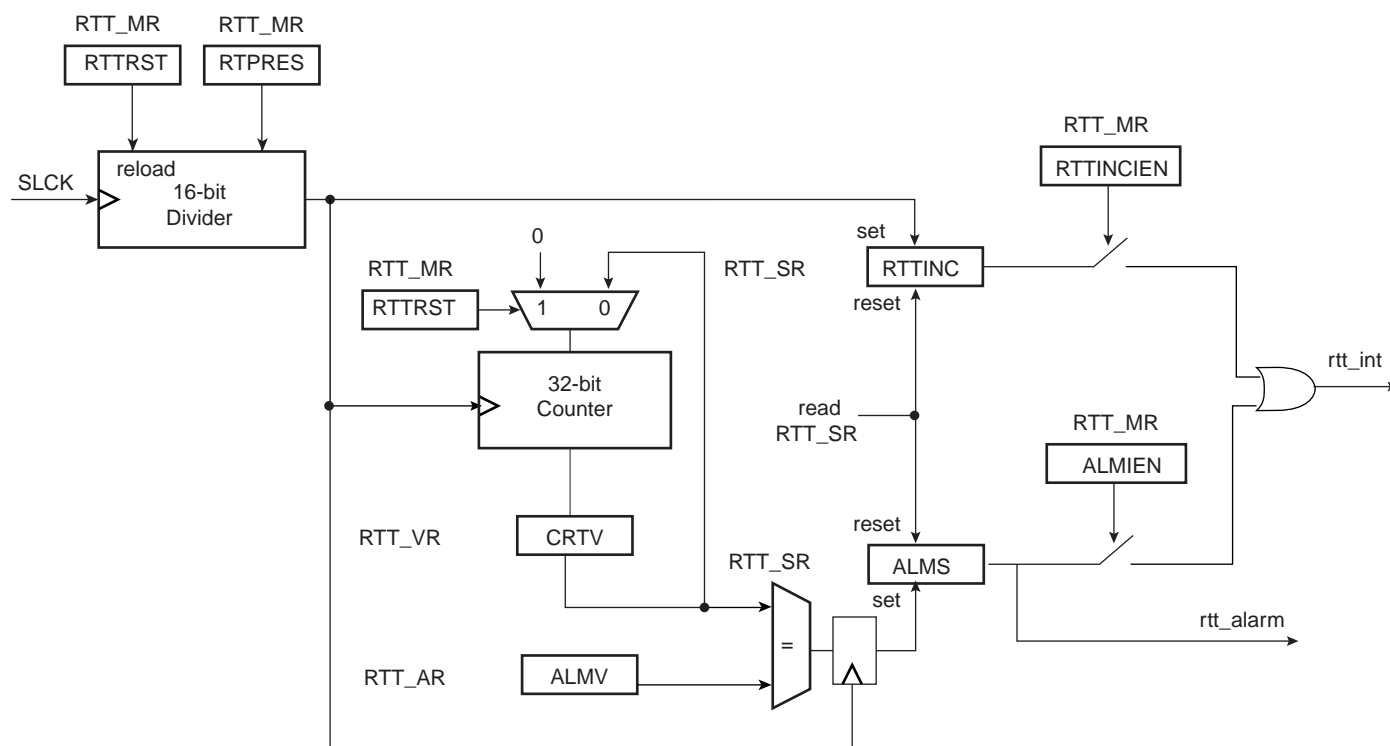 RTT_MR
RTT_MR
RTTRST
RTPRES
reload
16-bit
Divider
SLCK
RTT_MR
RTTINCIEN
0
set
RTT_MR
RTT_SR
RTTINC
RTTRST
1
0
reset
32-bit
Counter
rtt_int
read
RTT_SR
RTT_MR
ALMIEN
reset
RTT_VR
CRTV
RTT_SR
ALMS
set
rtt_alarm
=
RTT_AR
ALMV